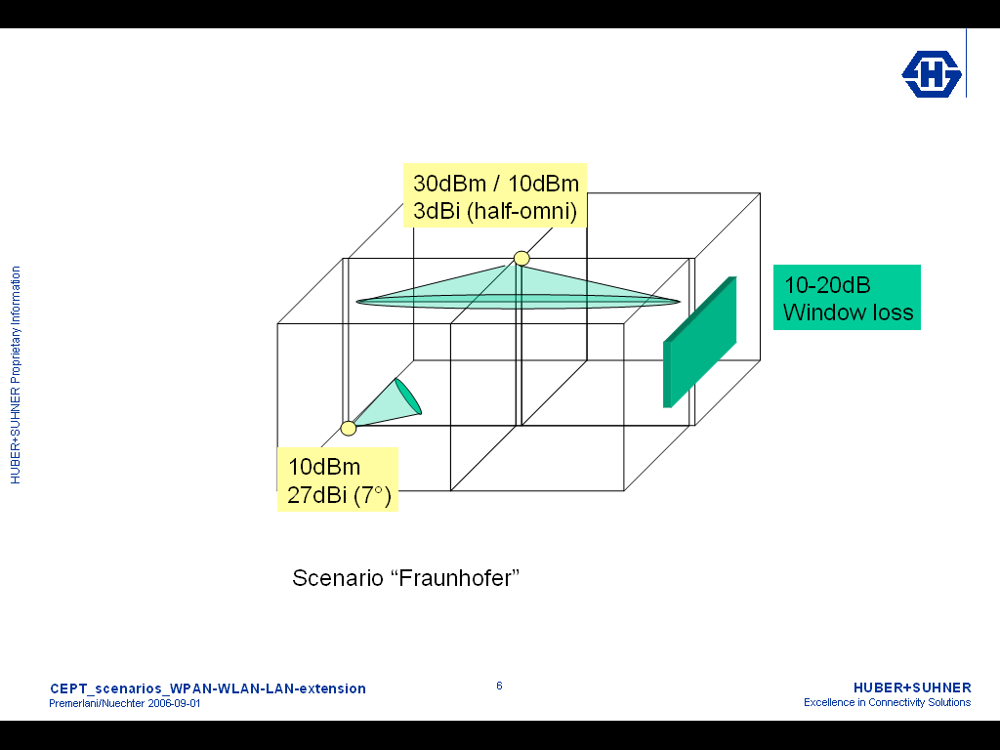 30dBm / 10dBm
3dBi (half-omni)
10-20dB
Window loss
10dBm
27dBi (7°)
Scenario “Fraunhofer”
HUBER+SUHNER Proprietary Information
CEPT_scenarios_WPAN-WLAN-LAN-extension
Premerlani/Nuechter 2006-09-01
6
HUBER+SUHNER
Excellence in Connectivity Solutions